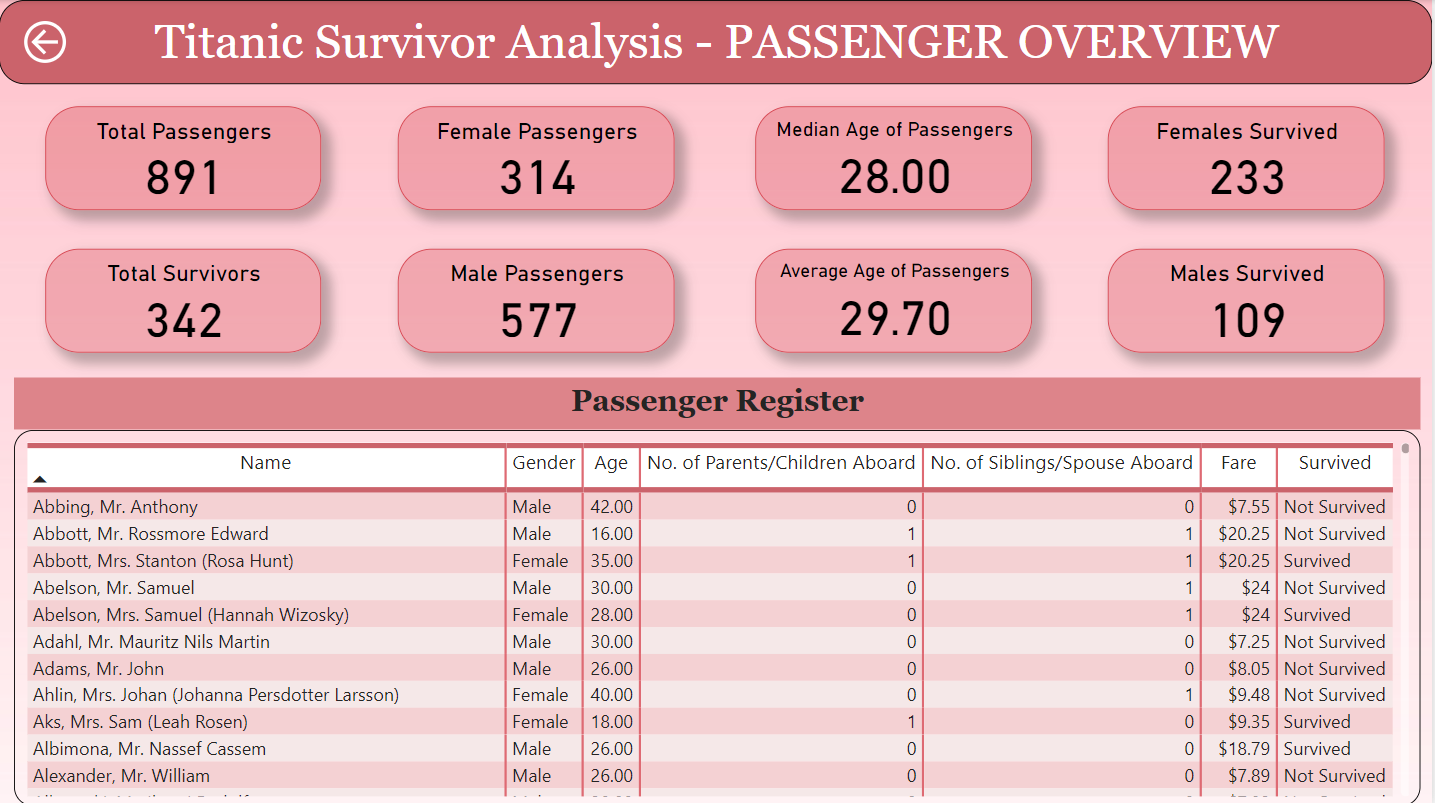 Titanic Survivor Analysis - PASSENGER OVERVIEW
Total Passengers
891
Female Passengers
314
Median Age of Passengers
28.00
Females Survived
233
Total Survivors
342
Male Passengers
577
Average Age of Passengers
29.70
Males Survived
109
Passenger Register
Name Gender Age No. of Parents/Children Aboard No. of Siblings/Spouse Aboard Fare Survived
Abbing, Mr. Anthony Male 42.00 0 0 $7.55 Not Survived
Abbott, Mr. Rossmore Edward Male 16.00 1 1 $20.25 Not Survived
Abbott, Mrs. Stanton (Rosa Hunt) Female 35.00 1 1 $20.25 Survived
Abelson, Mr. Samuel Male 30.00 0 1 $24 Not Survived
Abelson, Mrs. Samuel (Hannah Wizosky) Female 28.00 0 1 $24 Survived
Adahl, Mr. Mauritz Nils Martin Male 30.00 0 0 $7.25 Not Survived
Adams, Mr. John Male 26.00 0 0 $8.05 Not Survived
Ahlin, Mrs. Johan (Johanna Persdotter Larsson) Female 40.00 0 1 $9.48 Not Survived
Aks, Mrs. Sam (Leah Rosen) Female 18.00 1 0 $9.35 Survived
Albimona, Mr. Nassef Cassem Male 26.00 0 0 $18.79 Survived
Alexander, Mr. William Male 26.00 0 0 $7.89 Not Survived